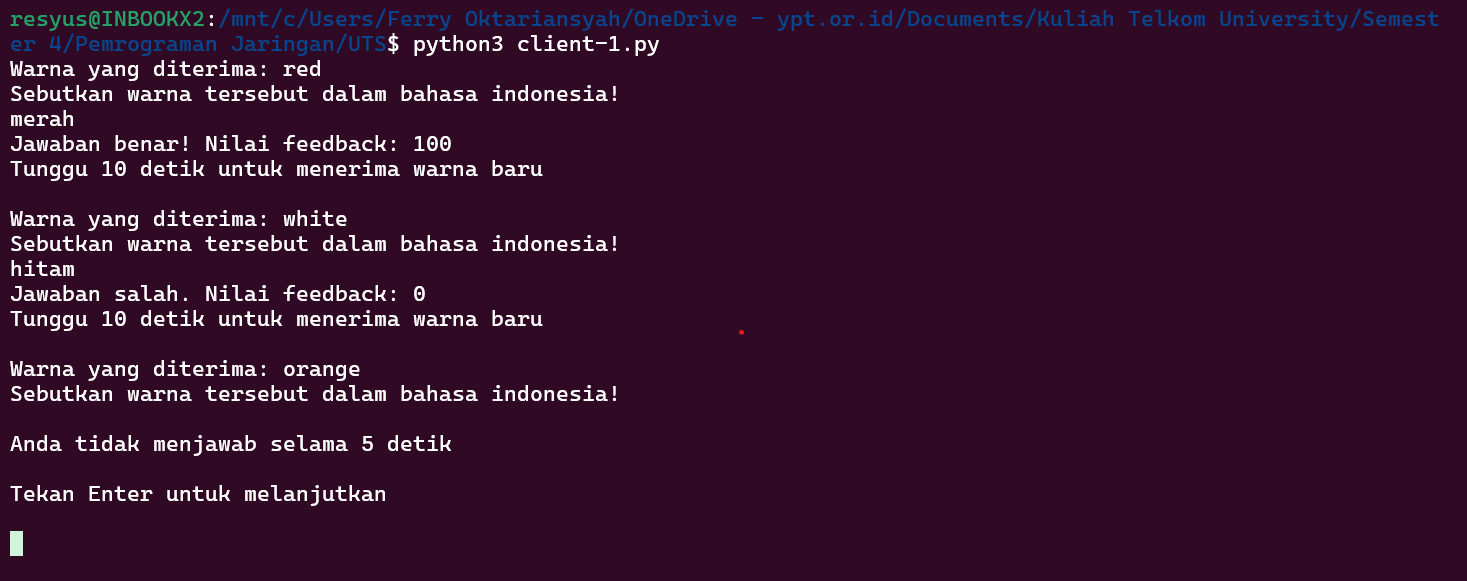 resyus@INBOOKX2:/mnt/c/Users/Ferry Oktariansyah/OneDrive - ypt.or.id/Documents/Kuliah Telkom University/Semest
er 4/Pemrograman Jaringan/UTS$ python3 client-1.py
Warna yang diterima: red
Sebutkan warna tersebut dalam bahasa indonesia!
merah
Jawaban benar! Nilai feedback: 100
Tunggu 10 detik untuk menerima warna baru
Warna yang diterima: white
Sebutkan warna tersebut dalam bahasa indonesia!
hitam
Jawaban salah. Nilai feedback: 0
Tunggu 10 detik untuk menerima warna baru
Warna yang diterima: orange
Sebutkan warna tersebut dalam bahasa indonesia!
Anda tidak menjawab selama 5 detik
Tekan Enter untuk melanjutkan